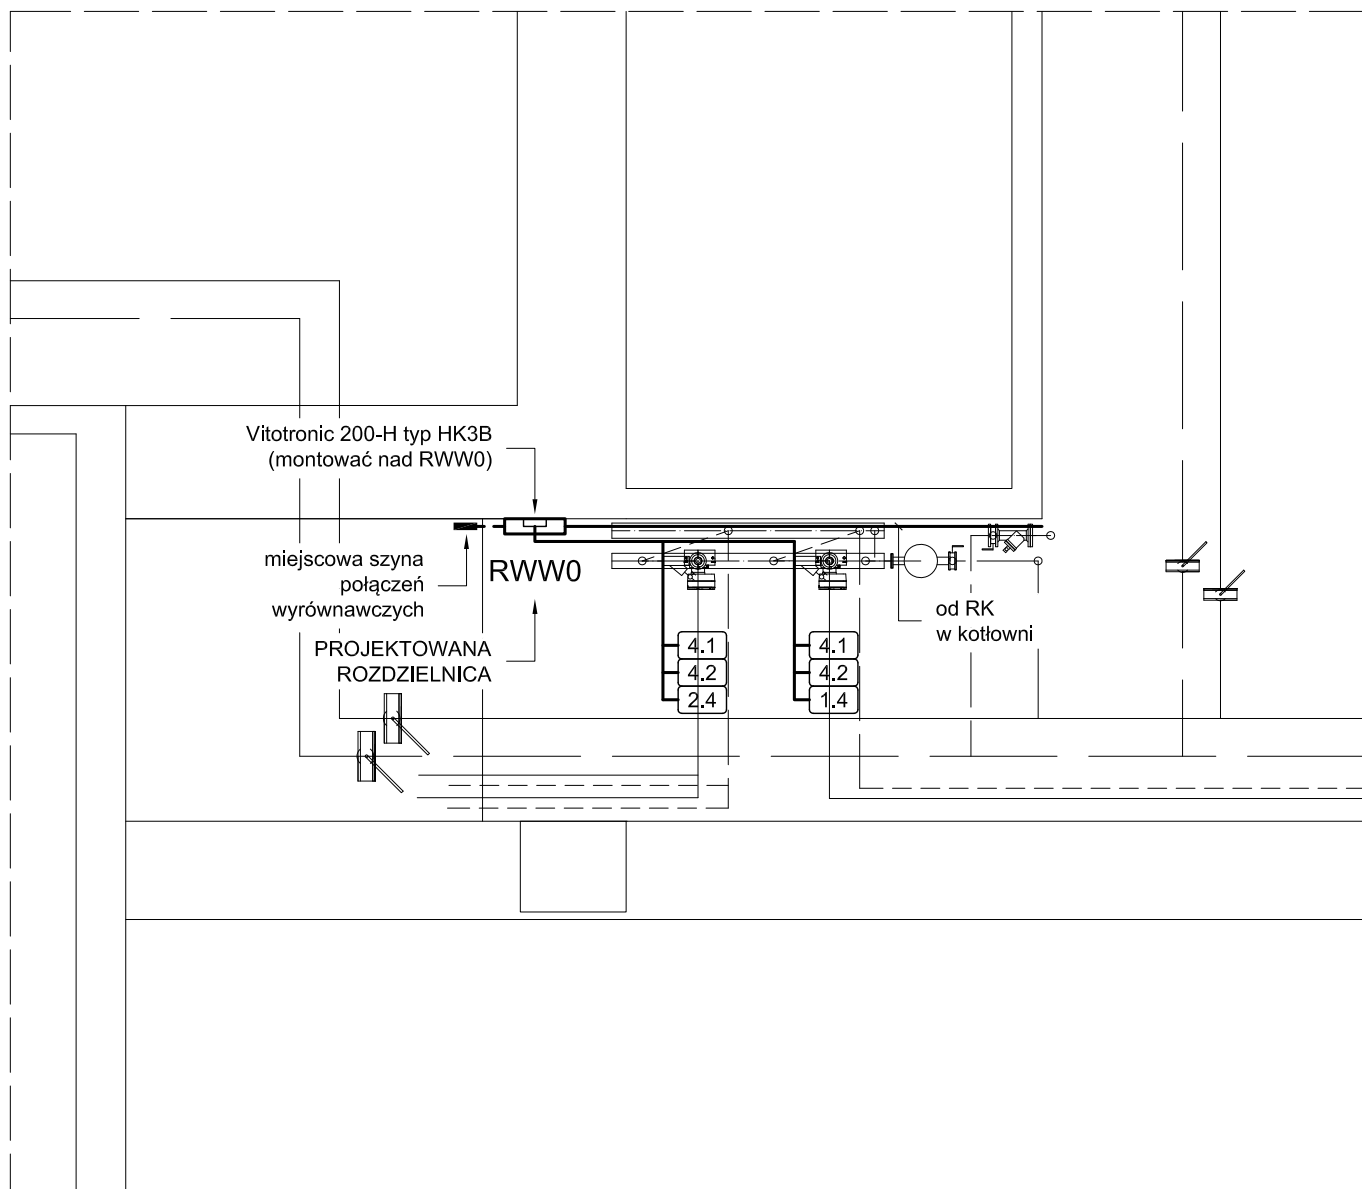 Vitotronic 200-H typ HK3B
(montować nad RWW0)
miejscowa szyna
połączeń
wyrównawczych
RWW0
PROJEKTOWANA
ROZDZIELNICA
od RK
w kotłowni
4.1
4.2
2.4
4.1
4.2
1.4